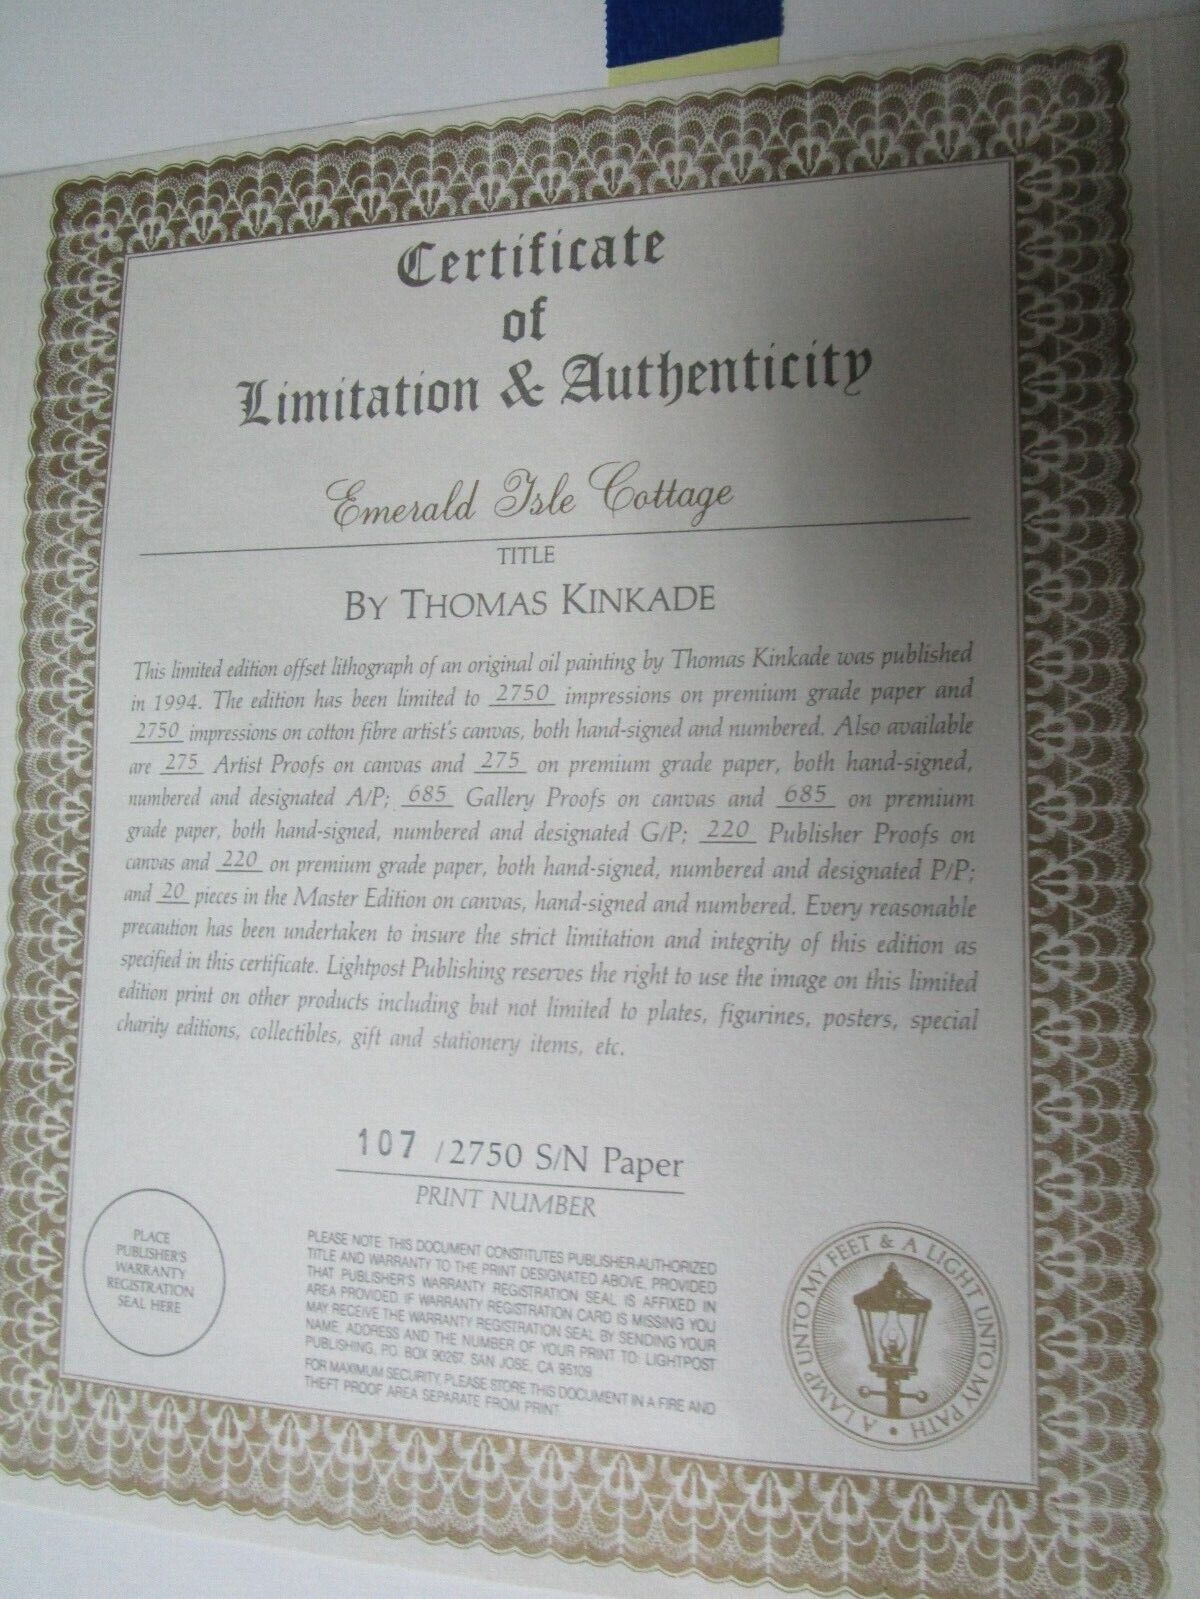 Certificate
of
Limitation & Authenticity
Emerald Isle Cottage
TITLE
BY THOMAS KINKADE
This limited edition offset lithograph of an original oil painting by Thomas Kinkade was published
in 1994. The edition has been limited to 2750 impressions on premium grade paper and
2750 impressions on cotton fibre artist's canvas, both hand-signed and numbered. Also available
are 275 Artist Proofs on canvas and 275 on premium grade paper, both hand-signed,
numbered and designated A/P; 685 Gallery Proofs on canvas and 685 on premium
grade paper, both hand-signed, numbered and designated G/P; 220 Publisher Proofs on
canvas and 220 on premium grade paper, both hand-signed, numbered and designated P/P;
and 20 pieces in the Master Edition on canvas, hand-signed and numbered. Every reasonable
precaution has been undertaken to insure the strict limitation and integrity of this edition as
specified in this certificate. Lightpost Publishing reserves the right to use the image on this limited
edition print on other products including but not limited to plates, figurines, posters, special
charity editions, collectibles, gift and stationery items, etc.
107 /2750 S/N Paper
PRINT NUMBER
PLACE
PUBLISHER'S
WARRANTY
REGISTRATION
SEAL HERE
PLEASE NOTE: THIS DOCUMENT CONSTITUTES PUBLISHER-AUTHORIZED
TITLE AND WARRANTY TO THE PRINT DESIGNATED ABOVE, PROVIDED
THAT PUBLISHER'S WARRANTY REGISTRATION SEAL IS AFFIXED IN
AREA PROVIDED. IF WARRANTY REGISTRATION CARD IS MISSING YOU
MAY RECEIVE THE WARRANTY REGISTRATION SEAL BY SENDING YOUR
NAME, ADDRESS AND THE NUMBER OF YOUR PRINT TO: LIGHTPOST
PUBLISHING, P.O. BOX 90267, SAN JOSE, CA 95109
FOR MAXIMUM SECURITY, PLEASE STORE THIS DOCUMENT IN A FIRE AND
THEFT PROOF AREA SEPARATE FROM PRINT.
A LAMP UNTO MY FEET & A LIGHT UNTO MY PATH •